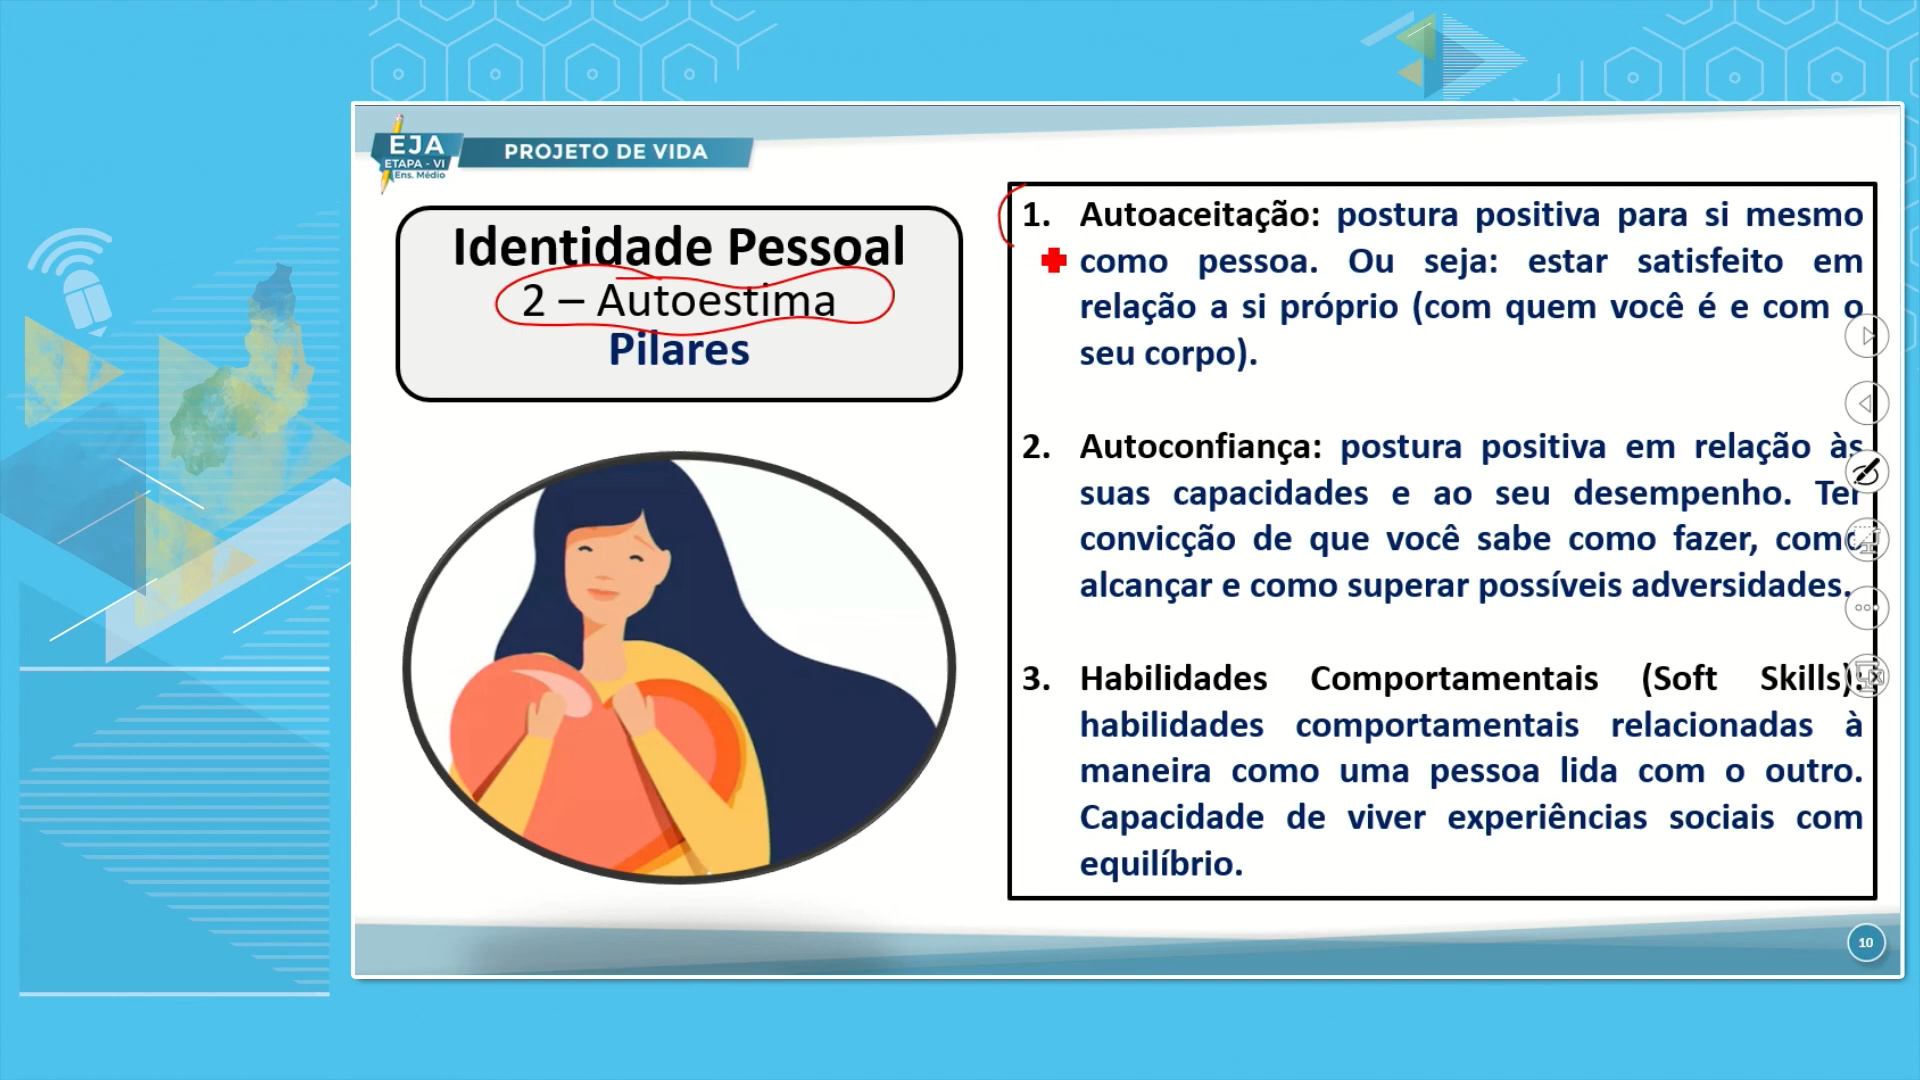 EJA
ETAPA - VI
Ens. Médio
PROJETO DE VIDA
Identidade Pessoal
2 – Autoestima
Pilares
1. Autoaceitação: postura positiva para si mesmo
como pessoa. Ou seja: estar satisfeito em
relação a si próprio (com quem você é e com o
seu corpo).
2. Autoconfiança: postura positiva em relação às
suas capacidades e ao seu desempenho. Ter
convicção de que você sabe como fazer, como
alcançar e como superar possíveis adversidades.
3. Habilidades Comportamentais (Soft Skills):
habilidades comportamentais relacionadas à
maneira como uma pessoa lida com o outro.
Capacidade de viver experiências sociais com
equilíbrio.
10